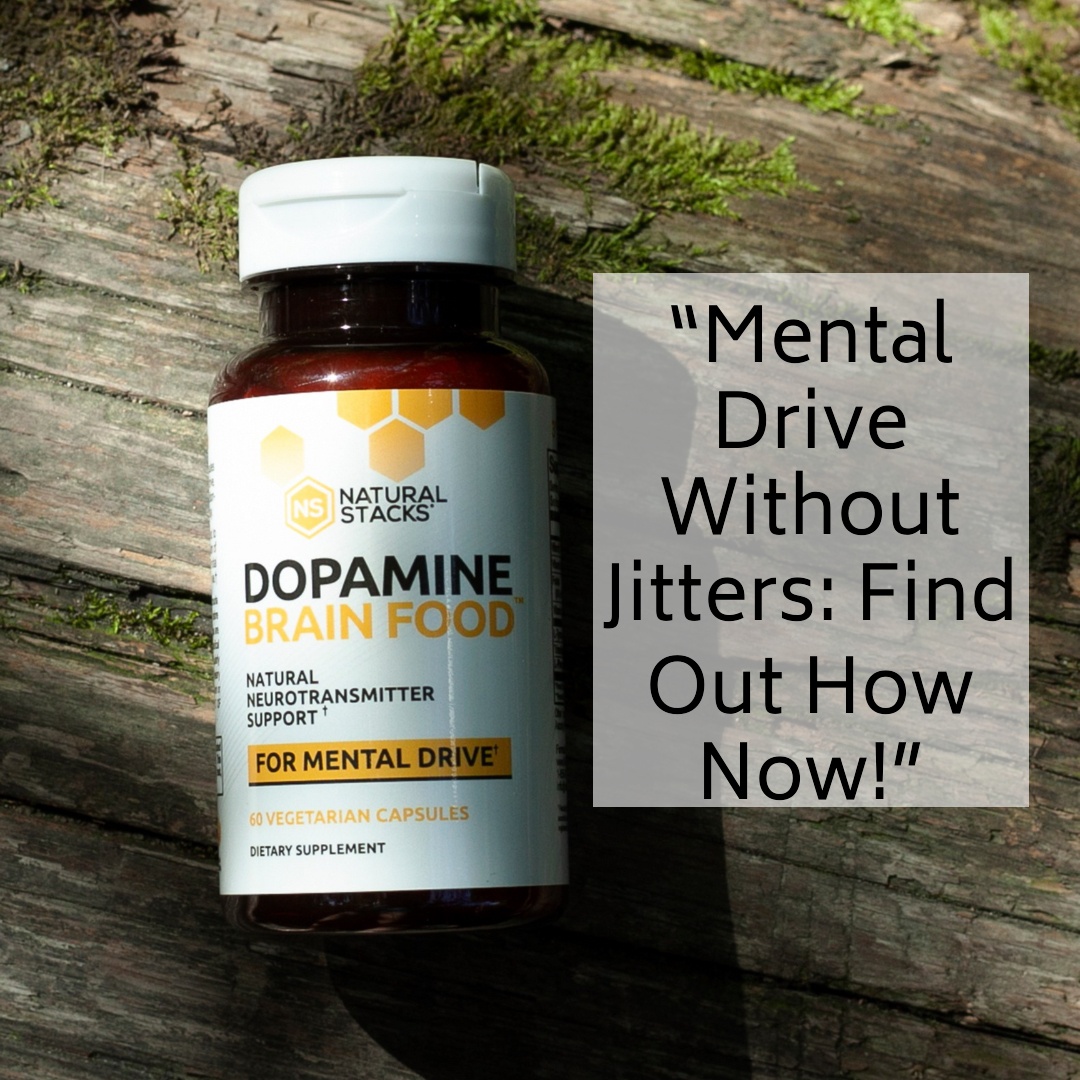 NS
NATURAL
STACKS
DOPAMINE
BRAIN FOOD™
NATURAL
NEUROTRANSMITTER
SUPPORT†
FOR MENTAL DRIVE†
60 VEGETARIAN CAPSULES
DIETARY SUPPLEMENT
“Mental
Drive
Without
Jitters: Find
Out How
Now!”